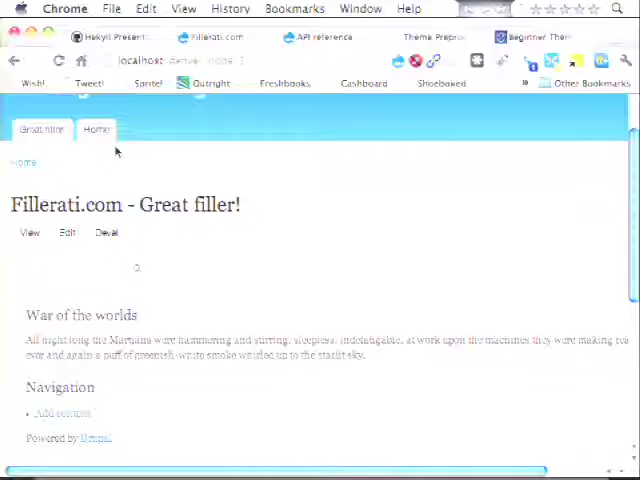 Chrome File Edit View History Bookmarks Window Help
Fillerati.com API reference
Wish! Tweet! Sprite! Outright Freshbooks Cashboard Shoeboxed » Other Bookmarks
Great filler Home
Home
Fillerati.com - Great filler!
View Edit Devel
War of the worlds
All night long the Martians were hammering and stirring, sleepless, indefatigable, at work upon the machines they were making
ever and again a puff of greenish-white smoke whirled up to the starlit sky.
Navigation
Add content
Powered by Drupal